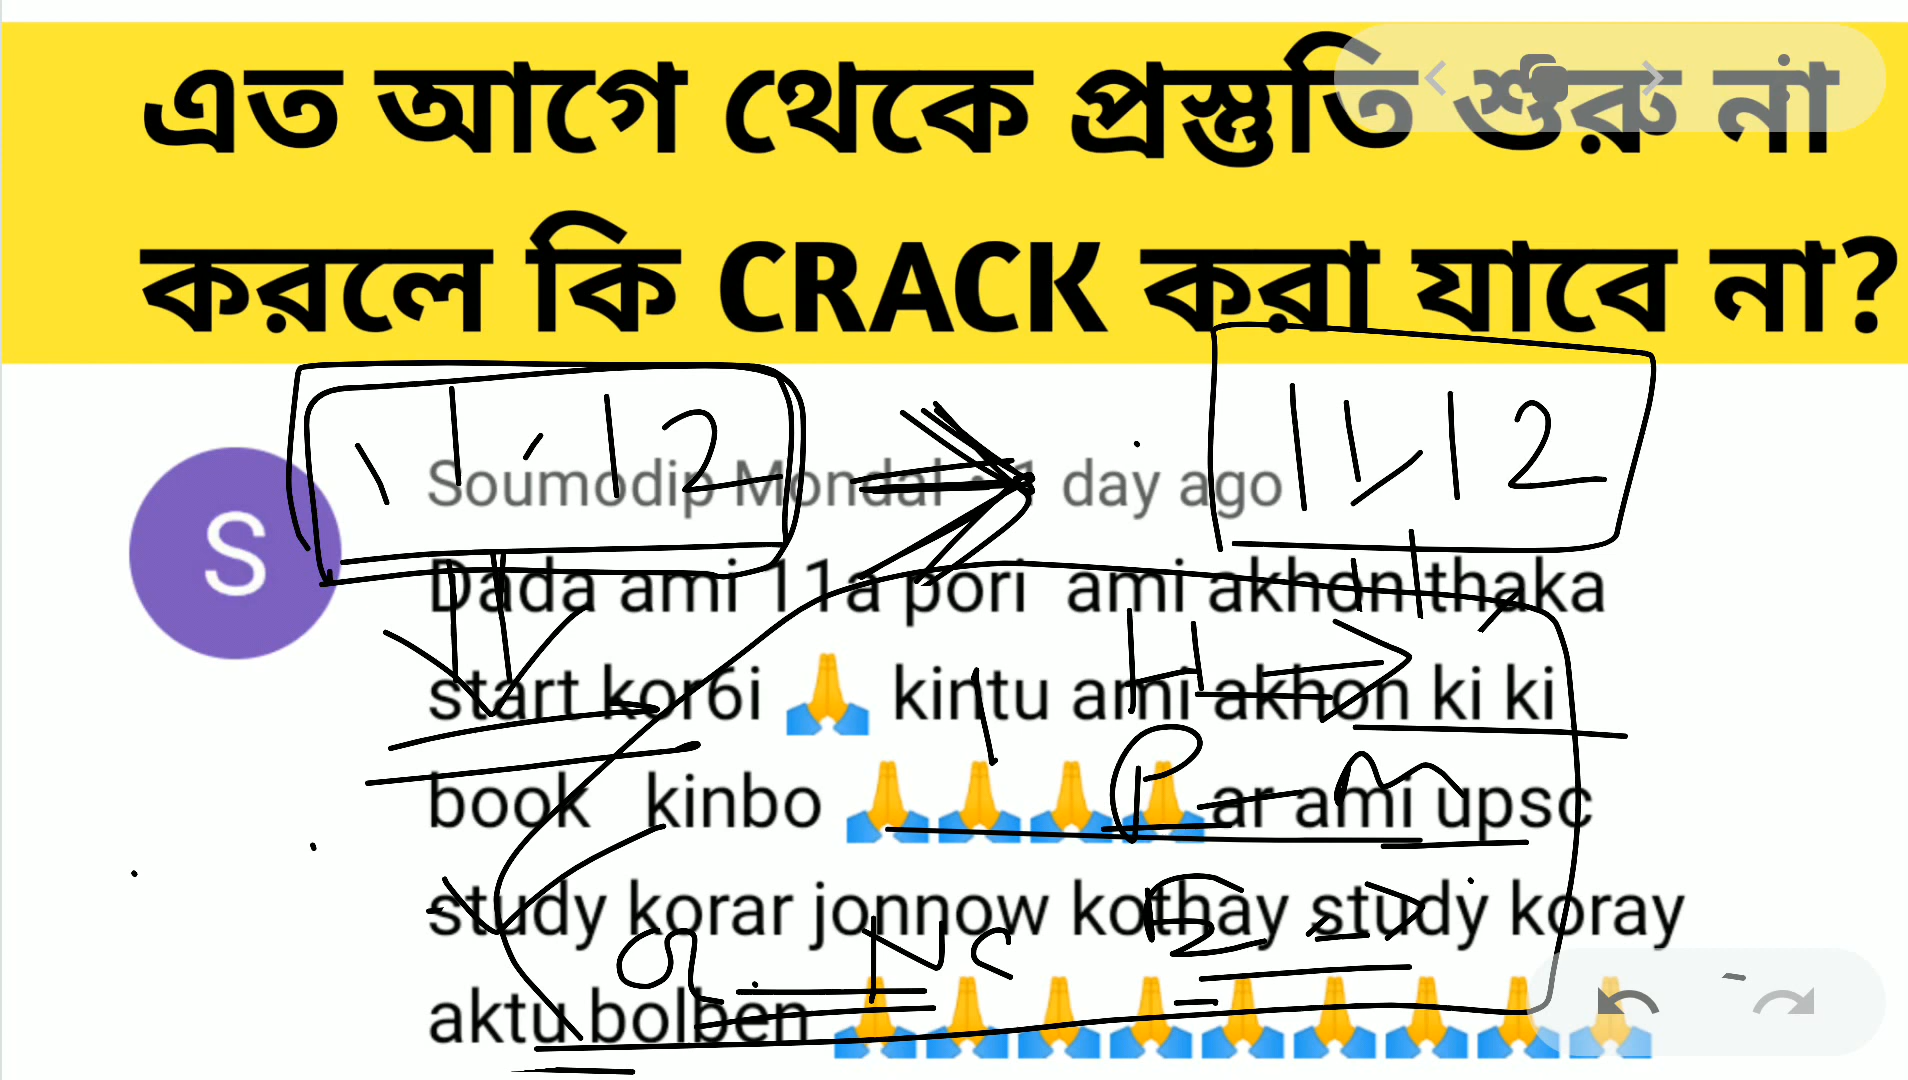 এত আগে থেকে প্রস্তুতি শুরু না
করলে কি CRACK করা যাবে না?
11, 12
11, 12
S
Soumodip Mondal • 1 day ago
Dada ami 11a pori ami akhon thaka
start kor6i 🙏 kintu ami akhon ki ki
book kinbo 🙏🙏🙏🙏 ar ami upsc
study korar jonnow kothay study koray
aktu bolben 🙏🙏🙏🙏🙏🙏🙏🙏🙏